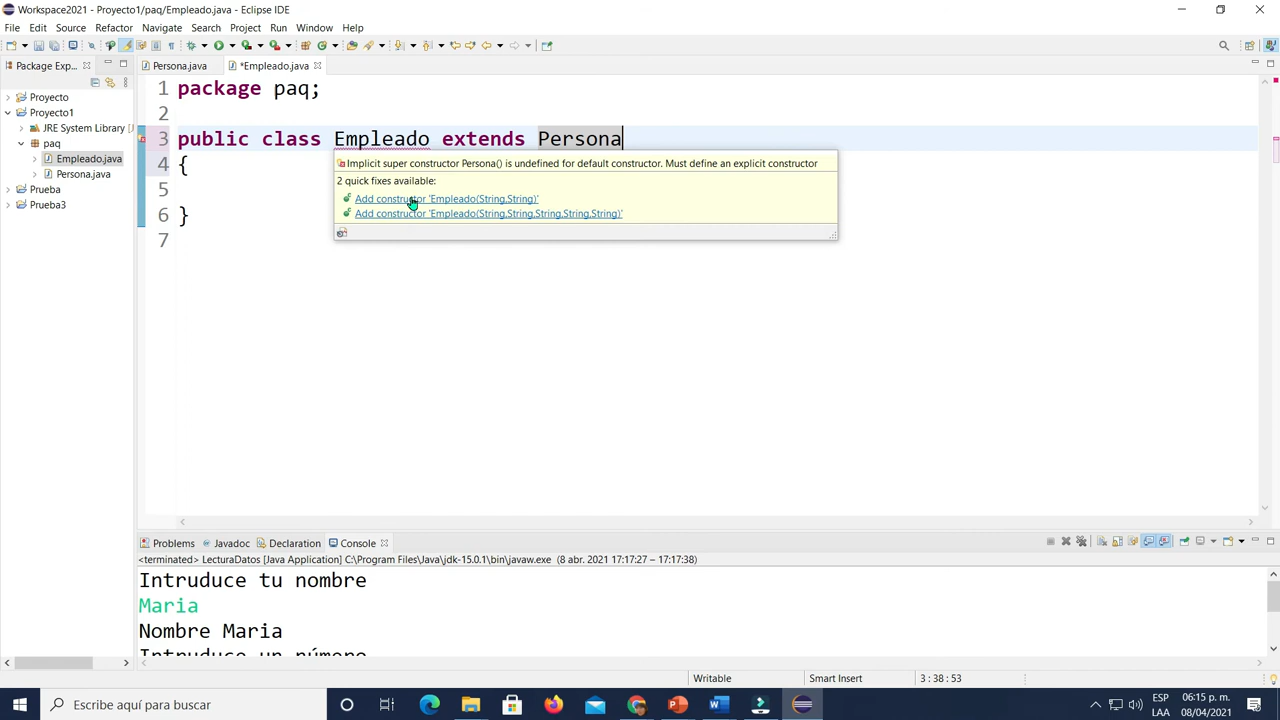 Workspace2021 - Proyecto1/paq/Empleado.java - Eclipse IDE
File Edit Source Refactor Navigate Search Project Run Window Help
Package Exp...
Persona.java
*Empleado.java
Proyecto
Proyecto1
JRE System Library [J
paq
Empleado.java
Persona.java
Prueba
Prueba3
1 package paq;
2
3 public class Empleado extends Persona
4 {
5
6 }
7
Implicit super constructor Persona() is undefined for default constructor. Must define an explicit constructor
2 quick fixes available:
Add constructor 'Empleado(String,String)'
Add constructor 'Empleado(String,String,String,String,String)'
Problems Javadoc Declaration Console
<terminated> LecturaDatos [Java Application] C:\Program Files\Java\jdk-15.0.1\bin\javaw.exe (8 abr. 2021 17:17:27 – 17:17:38)
Intruduce tu nombre
Maria
Nombre Maria
Intruduce un número
Writable Smart Insert 3 : 38 : 53
Escribe aquí para buscar
ESP
LAA
06:15 p. m.
08/04/2021